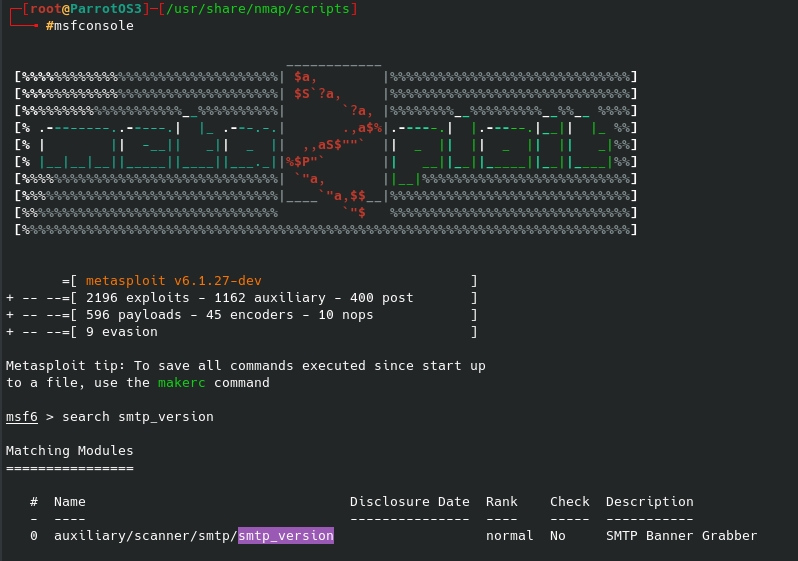 ┌─[root@ParrotOS3]─[/usr/share/nmap/scripts]
└──╼ #msfconsole
=[ metasploit v6.1.27-dev ]
+ -- --=[ 2196 exploits - 1162 auxiliary - 400 post ]
+ -- --=[ 596 payloads - 45 encoders - 10 nops ]
+ -- --=[ 9 evasion ]
Metasploit tip: To save all commands executed since start up
to a file, use the makerc command
msf6 > search smtp_version
Matching Modules
================
# Name Disclosure Date Rank Check Description
- ---- --------------- ---- ----- -----------
0 auxiliary/scanner/smtp/smtp_version normal No SMTP Banner Grabber